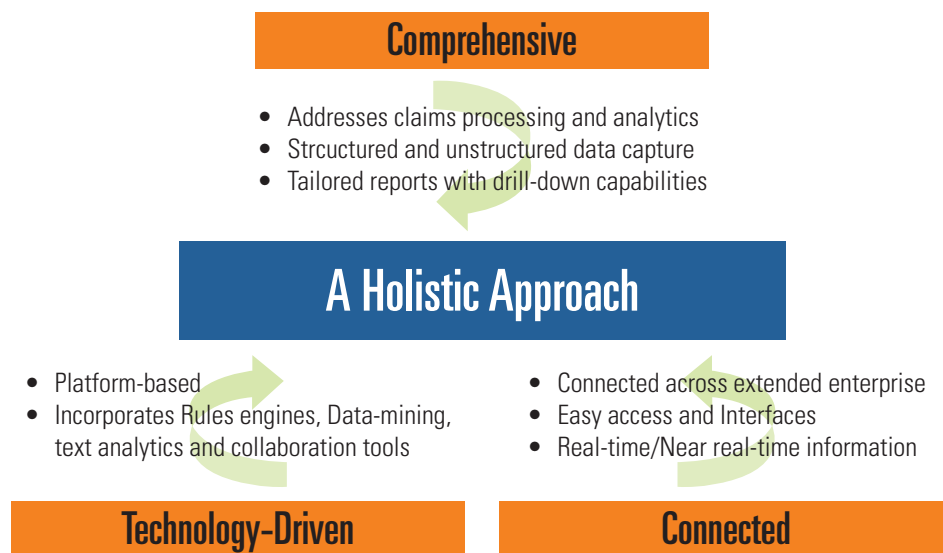 Comprehensive
• Addresses claims processing and analytics
• Strcuctured and unstructured data capture
• Tailored reports with drill-down capabilities
A Holistic Approach
• Platform-based
• Incorporates Rules engines, Data-mining,
text analytics and collaboration tools
• Connected across extended enterprise
• Easy access and Interfaces
• Real-time/Near real-time information
Technology-Driven
Connected